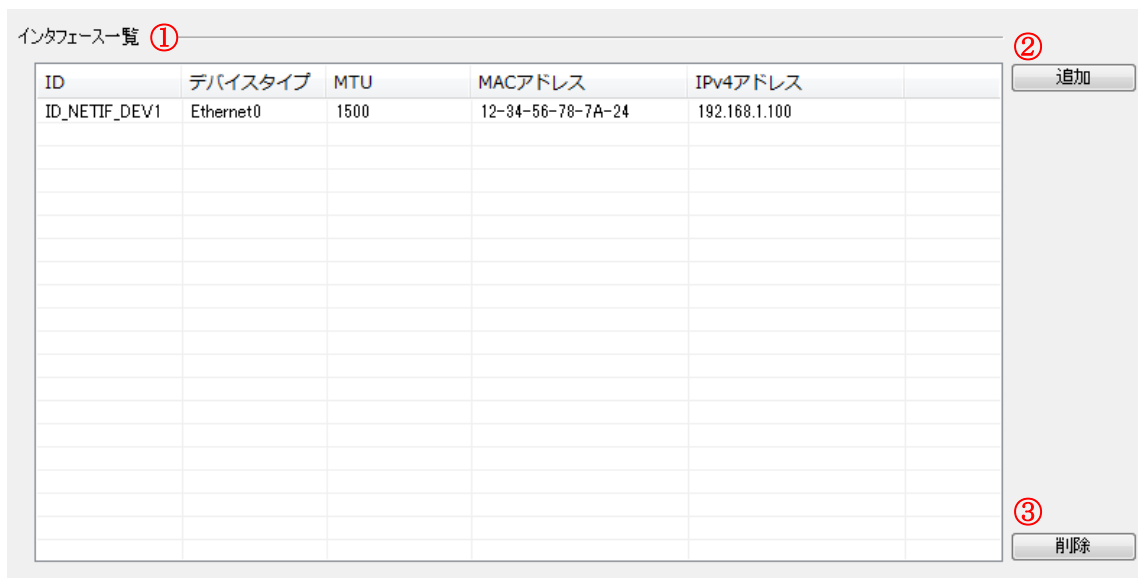 インタフェース一覧 ①
②
追加
ID デバイスタイプ MTU MACアドレス IPv4アドレス
ID_NETIF_DEV1 Ethernet0 1500 12-34-56-78-7A-24 192.168.1.100
③
削除